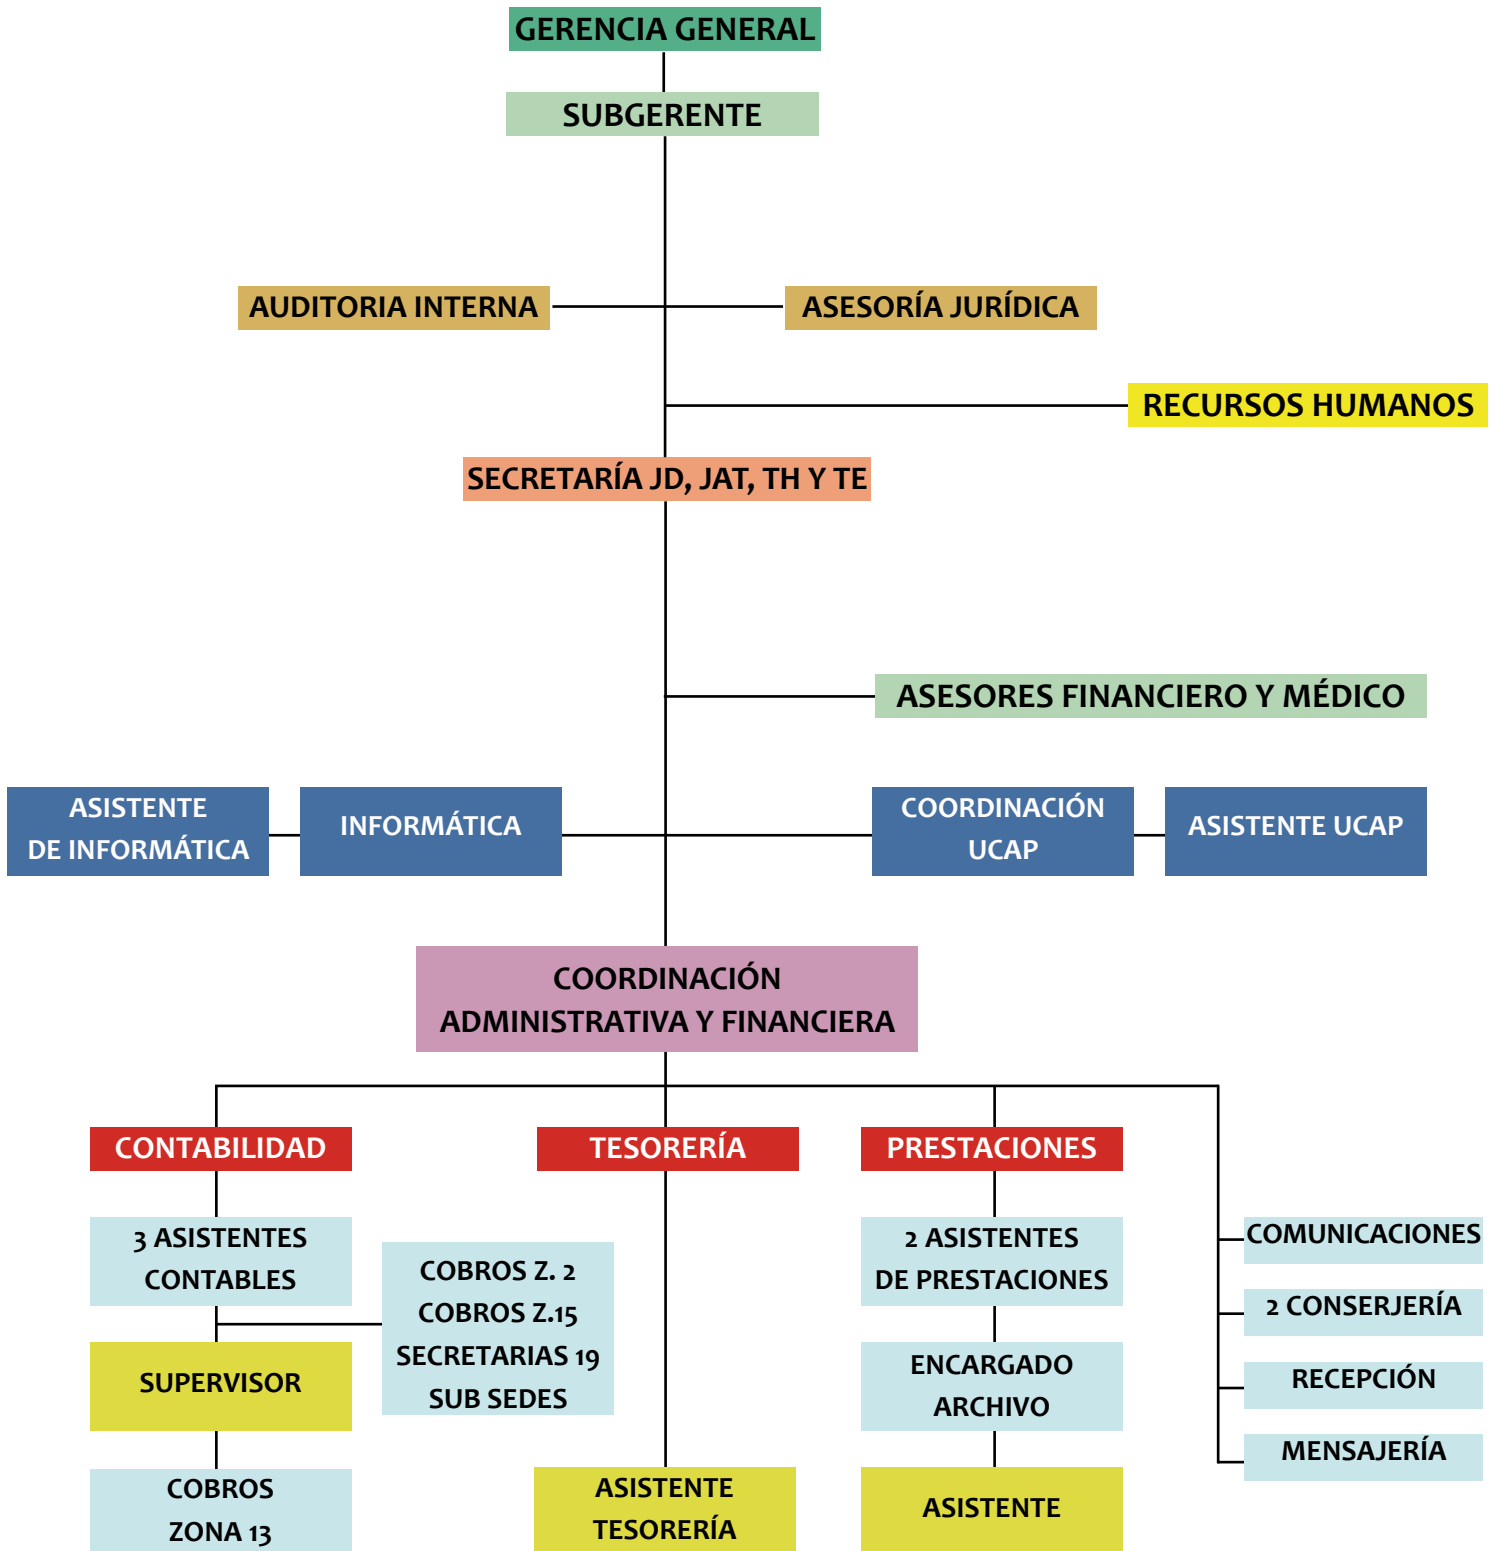 GERENCIA GENERAL
SUBGERENTE
AUDITORIA INTERNA
ASESORÍA JURÍDICA
RECURSOS HUMANOS
SECRETARÍA JD, JAT, TH Y TE
ASESORES FINANCIERO Y MÉDICO
ASISTENTE
DE INFORMÁTICA
INFORMÁTICA
COORDINACIÓN
UCAP
ASISTENTE UCAP
COORDINACIÓN
ADMINISTRATIVA Y FINANCIERA
CONTABILIDAD
TESORERÍA
PRESTACIONES
3 ASISTENTES
CONTABLES
COBROS Z. 2
COBROS Z.15
SECRETARIAS 19
SUB SEDES
2 ASISTENTES
DE PRESTACIONES
COMUNICACIONES
2 CONSERJERÍA
RECEPCIÓN
MENSAJERÍA
SUPERVISOR
ENCARGADO
ARCHIVO
COBROS
ZONA 13
ASISTENTE
TESORERÍA
ASISTENTE